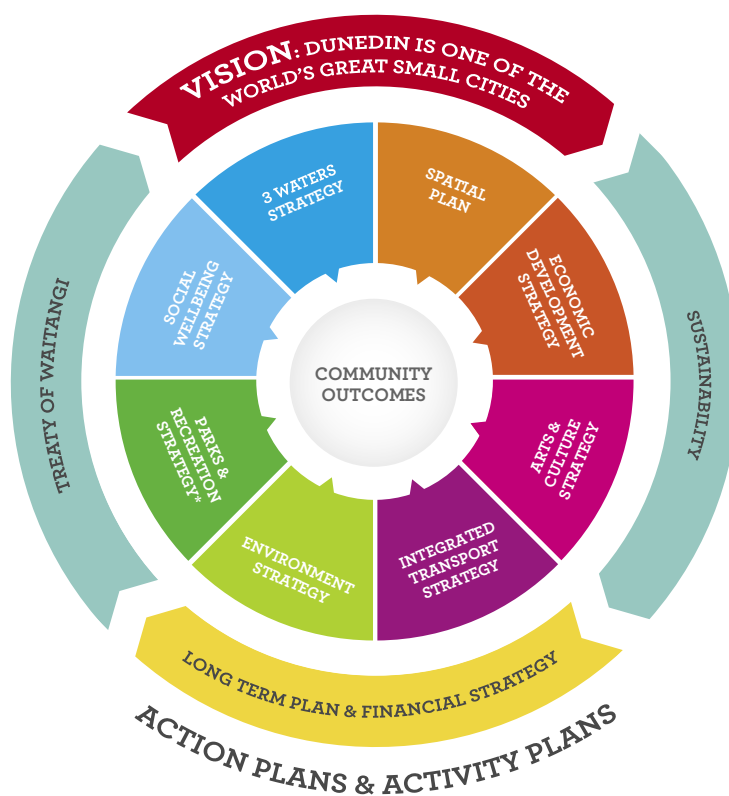 VISION: DUNEDIN IS ONE OF THE
WORLD'S GREAT SMALL CITIES
3 WATERS
STRATEGY
SPATIAL
PLAN
ECONOMIC
DEVELOPMENT
STRATEGY
ARTS &
CULTURE
STRATEGY
INTEGRATED
TRANSPORT
STRATEGY
ENVIRONMENT
STRATEGY
PARKS &
RECREATION
STRATEGY*
SOCIAL
WELLBEING
STRATEGY
COMMUNITY
OUTCOMES
TREATY OF WAITANGI
SUSTAINABILITY
LONG TERM PLAN & FINANCIAL STRATEGY
ACTION PLANS & ACTIVITY PLANS